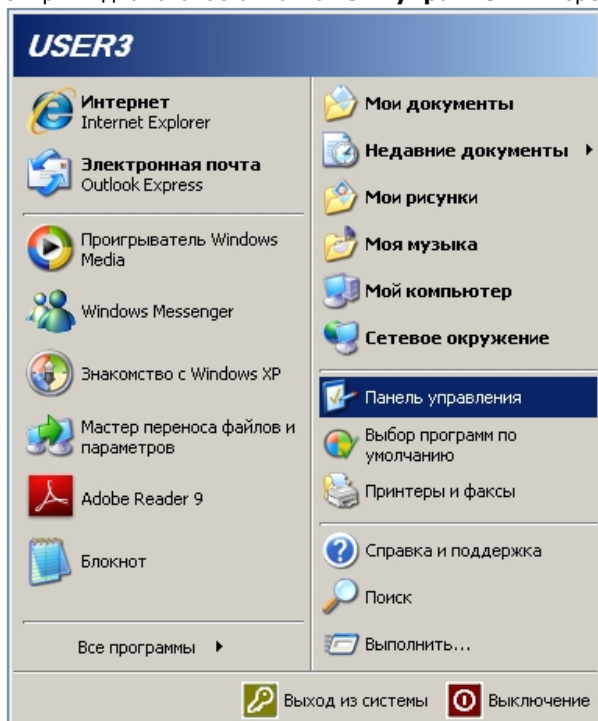 USER3
Интернет
Internet Explorer
Электронная почта
Outlook Express
Проигрыватель Windows
Media
Windows Messenger
Знакомство с Windows XP
Мастер переноса файлов и
параметров
Adobe Reader 9
Блокнот
Все программы
Мои документы
Недавние документы
Мои рисунки
Моя музыка
Мой компьютер
Сетевое окружение
Панель управления
Выбор программ по
умолчанию
Принтеры и факсы
Справка и поддержка
Поиск
Выполнить...
Выход из системы
Выключение